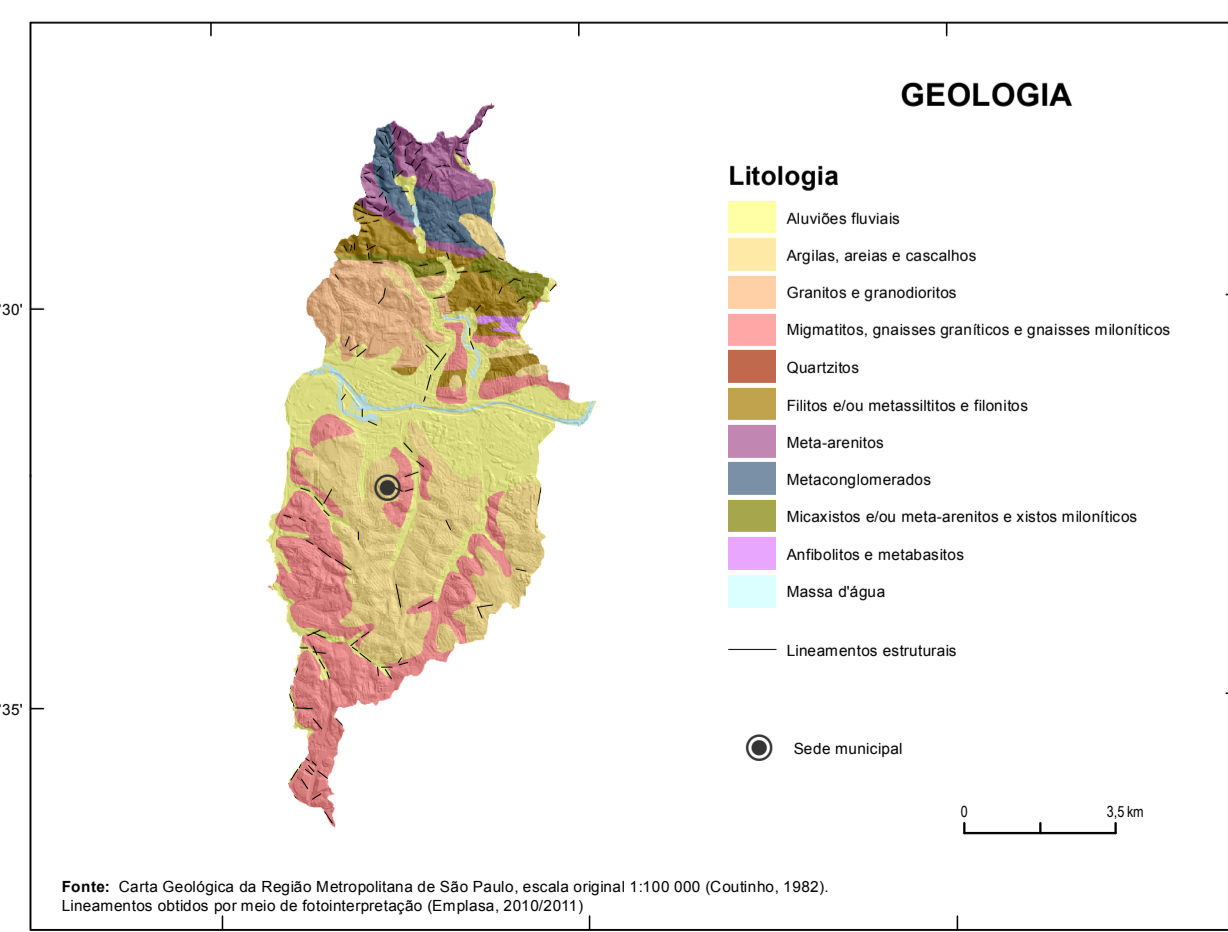 GEOLOGIA
Litologia
Aluviões fluviais
Argilas, areias e cascalhos
Granitos e granodioritos
Migmatitos, gnaisses graníticos e gnaisses miloníticos
Quartzitos
Filitos e/ou metassiltitos e filonitos
Meta-arenitos
Metaconglomerados
Micaxistos e/ou meta-arenitos e xistos miloníticos
Anfibolitos e metabasitos
Massa d'água
Lineamentos estruturais
Sede municipal
0 3,5 km
°30'
°35'
Fonte: Carta Geológica da Região Metropolitana de São Paulo, escala original 1:100 000 (Coutinho, 1982).
Lineamentos obtidos por meio de fotointerpretação (Emplasa, 2010/2011)